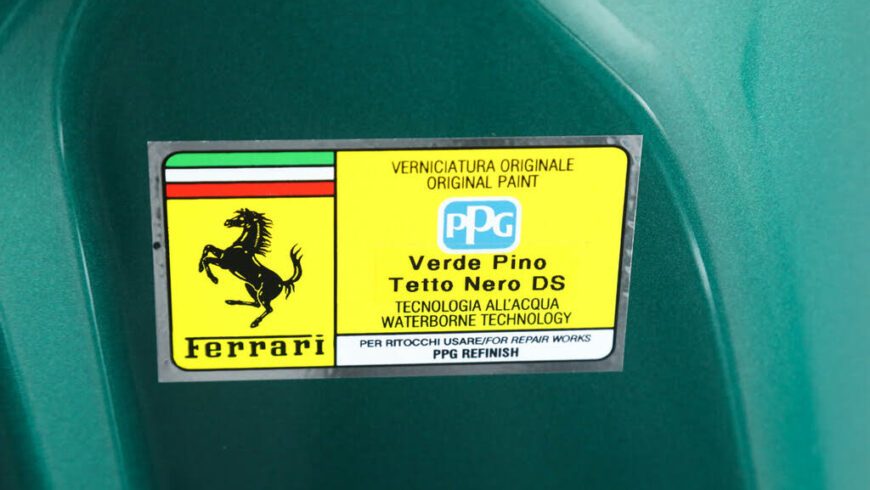 Ferrari
VERNICIATURA ORIGINALE
ORIGINAL PAINT
PPG
Verde Pino
Tetto Nero DS
TECNOLOGIA ALL'ACQUA
WATERBORNE TECHNOLOGY
PER RITOCCHI USARE/FOR REPAIR WORKS
PPG REFINISH